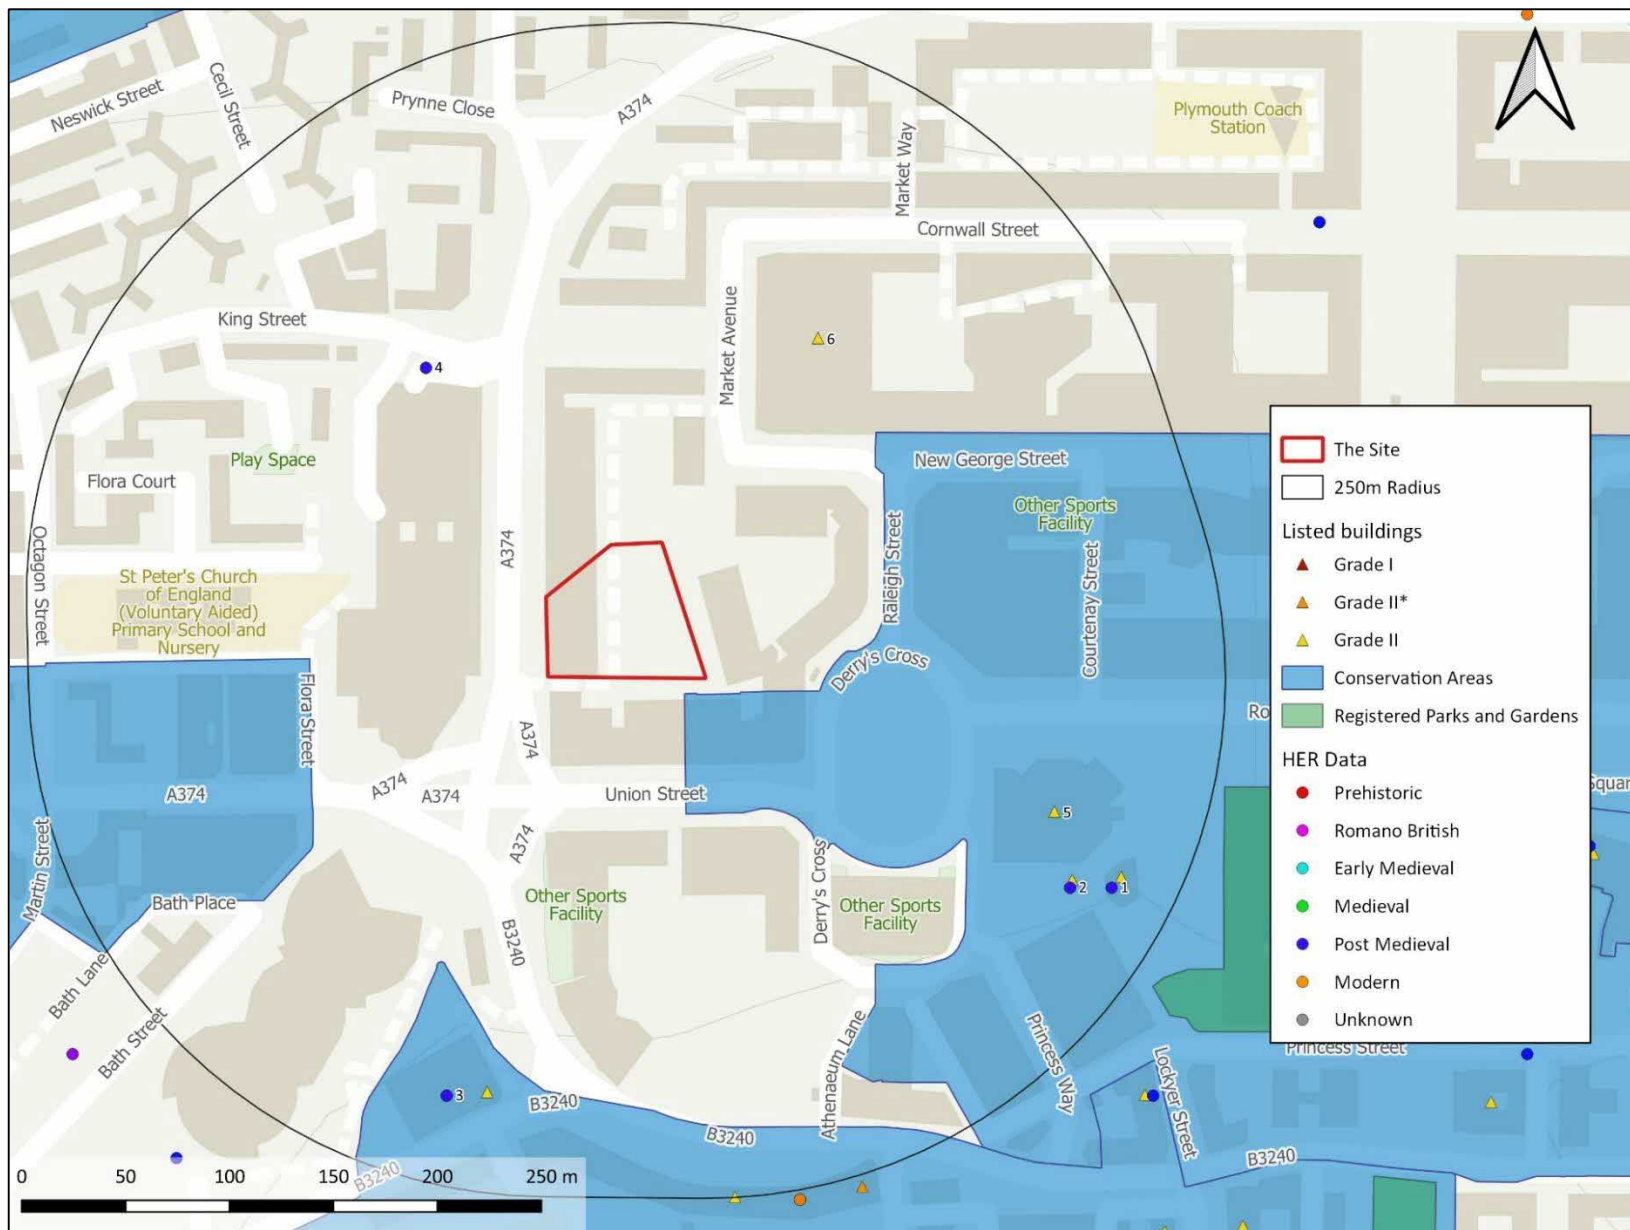 Neswick Street
Cecil Street
Prynne Close
A374
Market Way
Plymouth Coach
Station
Cornwall Street
King Street
Market Avenue
6
4
Play Space
Flora Court
New George Street
Other Sports
Facility
Octagon Street
A374
Raleigh Street
Courtenay Street
St Peter's Church
of England
(Voluntary Aided)
Primary School and
Nursery
Derry's Cross
Flora Street
A374
Ro
A374
A374
A374
Union Street
A374
5
Squar
Martin Street
Bath Place
Other Sports
Facility
Derry's Cross
Other Sports
Facility
2
1
B3240
Bath Lane
Bath Street
Athenaeum Lane
Princess Way
Lockyer Street
Princess Street
3
B3240
B3240
B3240
B3240
The Site
250m Radius
Listed buildings
Grade I
Grade II*
Grade II
Conservation Areas
Registered Parks and Gardens
HER Data
Prehistoric
Romano British
Early Medieval
Medieval
Post Medieval
Modern
Unknown
0 50 100 150 200 250 m